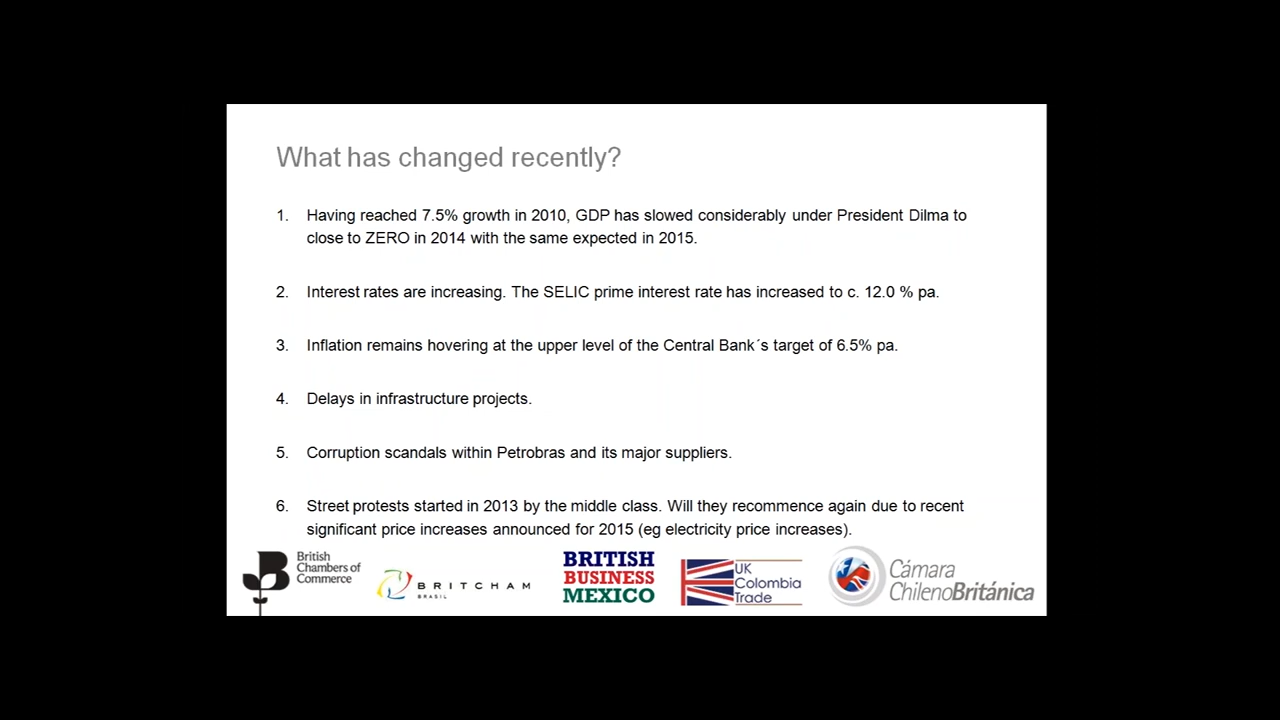 What has changed recently?
1. Having reached 7.5% growth in 2010, GDP has slowed considerably under President Dilma to
close to ZERO in 2014 with the same expected in 2015.
2. Interest rates are increasing. The SELIC prime interest rate has increased to c. 12.0 % pa.
3. Inflation remains hovering at the upper level of the Central Bank´s target of 6.5% pa.
4. Delays in infrastructure projects.
5. Corruption scandals within Petrobras and its major suppliers.
6. Street protests started in 2013 by the middle class. Will they recommence again due to recent
significant price increases announced for 2015 (eg electricity price increases).
British
Chambers of
Commerce
BRITCHAM
BRASIL
BRITISH
BUSINESS
MEXICO
UK
Colombia
Trade
Cámara
ChilenoBritánica